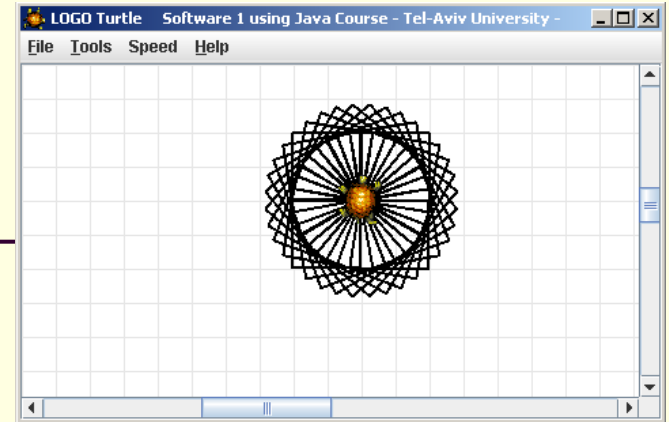 LOGO Turtle Software 1 using Java Course - Tel-Aviv University -
File Tools Speed Help